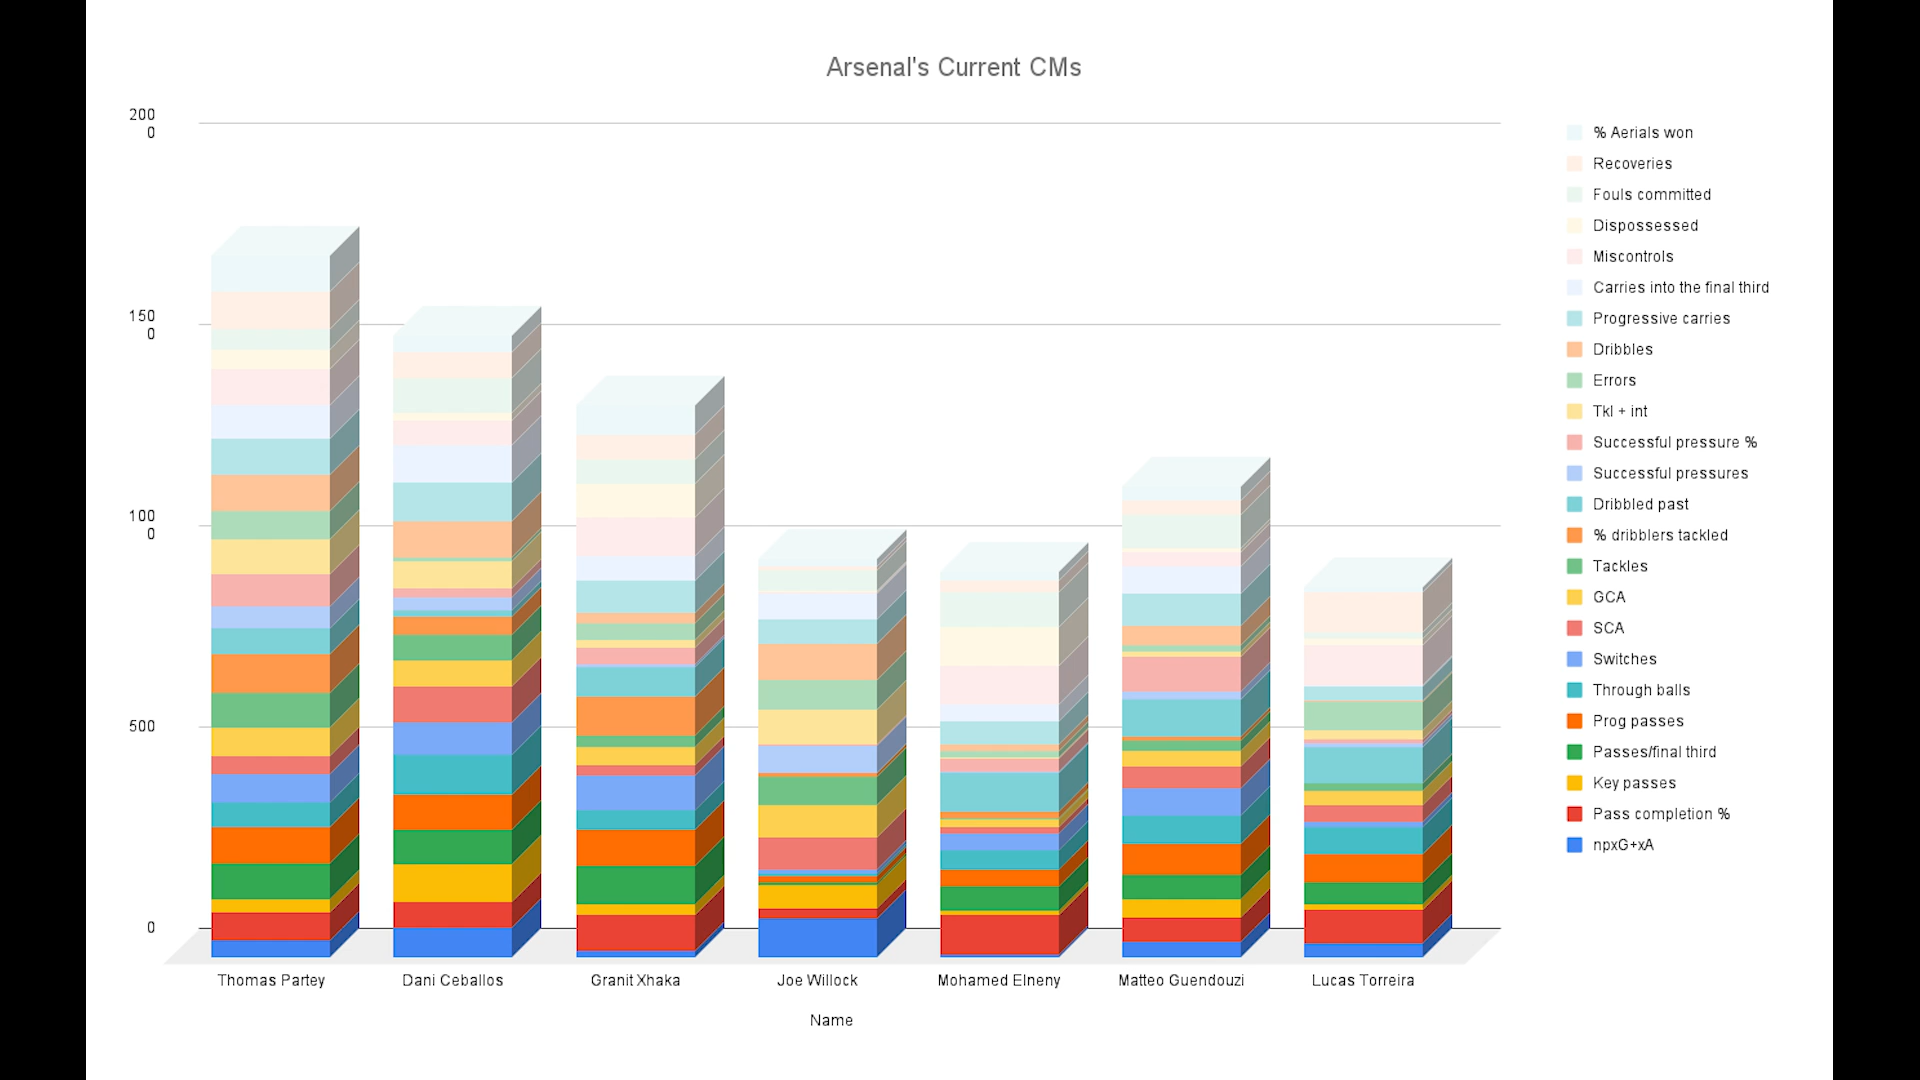 Arsenal's Current CMs
200
0
150
0
100
0
500
0
% Aerials won
Recoveries
Fouls committed
Dispossessed
Miscontrols
Carries into the final third
Progressive carries
Dribbles
Errors
Tkl + int
Successful pressure %
Successful pressures
Dribbled past
% dribblers tackled
Tackles
GCA
SCA
Switches
Through balls
Prog passes
Passes/final third
Key passes
Pass completion %
npxG+xA
Thomas Partey
Dani Ceballos
Granit Xhaka
Joe Willock
Mohamed Elneny
Matteo Guendouzi
Lucas Torreira
Name